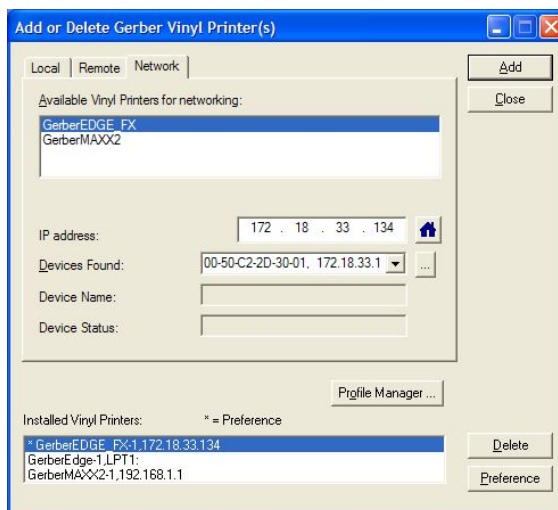 Add or Delete Gerber Vinyl Printer(s)
Local Remote Network
Add
Close
Available Vinyl Printers for networking:
GerberEDGE_FX
GerberMAXX2
IP address:
172 . 18 . 33 . 134
Devices Found:
00-50-C2-2D-30-01, 172.18.33.1
...
Device Name:
Device Status:
Profile Manager ...
Installed Vinyl Printers: * = Preference
* GerberEDGE_FX-1,172.18.33.134
GerberEdge-1,LPT1:
GerberMAXX2-1,192.168.1.1
Delete
Preference